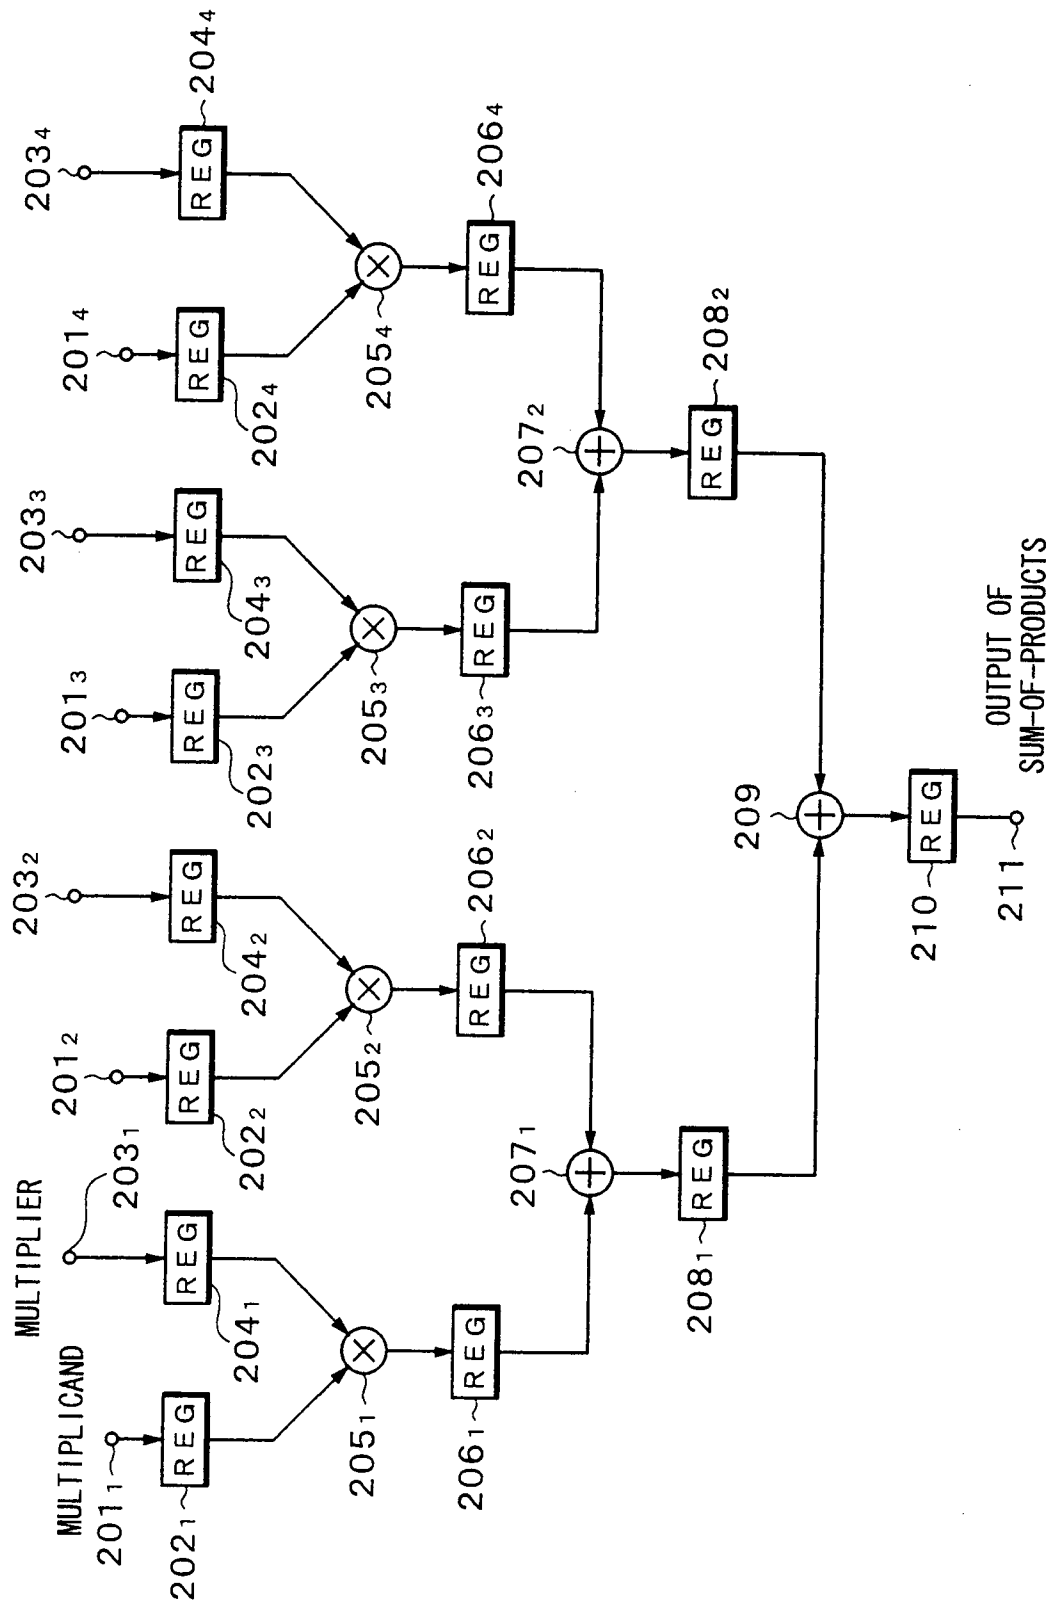 MULTIPLICAND
MULTIPLIER
201₁
203₁
201₂
203₂
201₃
203₃
201₄
203₄
REG
REG
REG
REG
REG
REG
REG
REG
202₁
204₁
202₂
204₂
202₃
204₃
202₄
204₄
205₁
205₂
205₃
205₄
REG
REG
REG
REG
206₁
206₂
206₃
206₄
207₁
207₂
REG
REG
208₁
208₂
209
REG
210
211
OUTPUT OF
SUM-OF-PRODUCTS